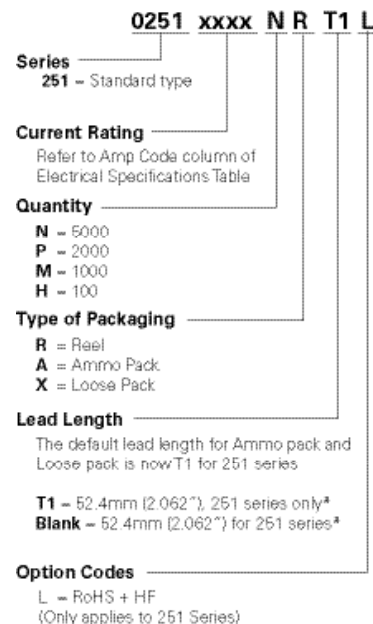 0251 xxxx N R T1 L
Series
251 – Standard type
Current Rating
Refer to Amp Code column of
Electrical Specifications Table
Quantity
N – 5000
P – 2000
M – 1000
H – 100
Type of Packaging
R = Reel
A = Ammo Pack
X = Loose Pack
Lead Length
The default lead length for Ammo pack and
Loose pack is now T1 for 251 series
T1 – 52.4mm (2.062″), 251 series only
Blank – 52.4mm (2.062″) for 251 series
Option Codes
L – RoHS + HF
(Only applies to 251 Series)